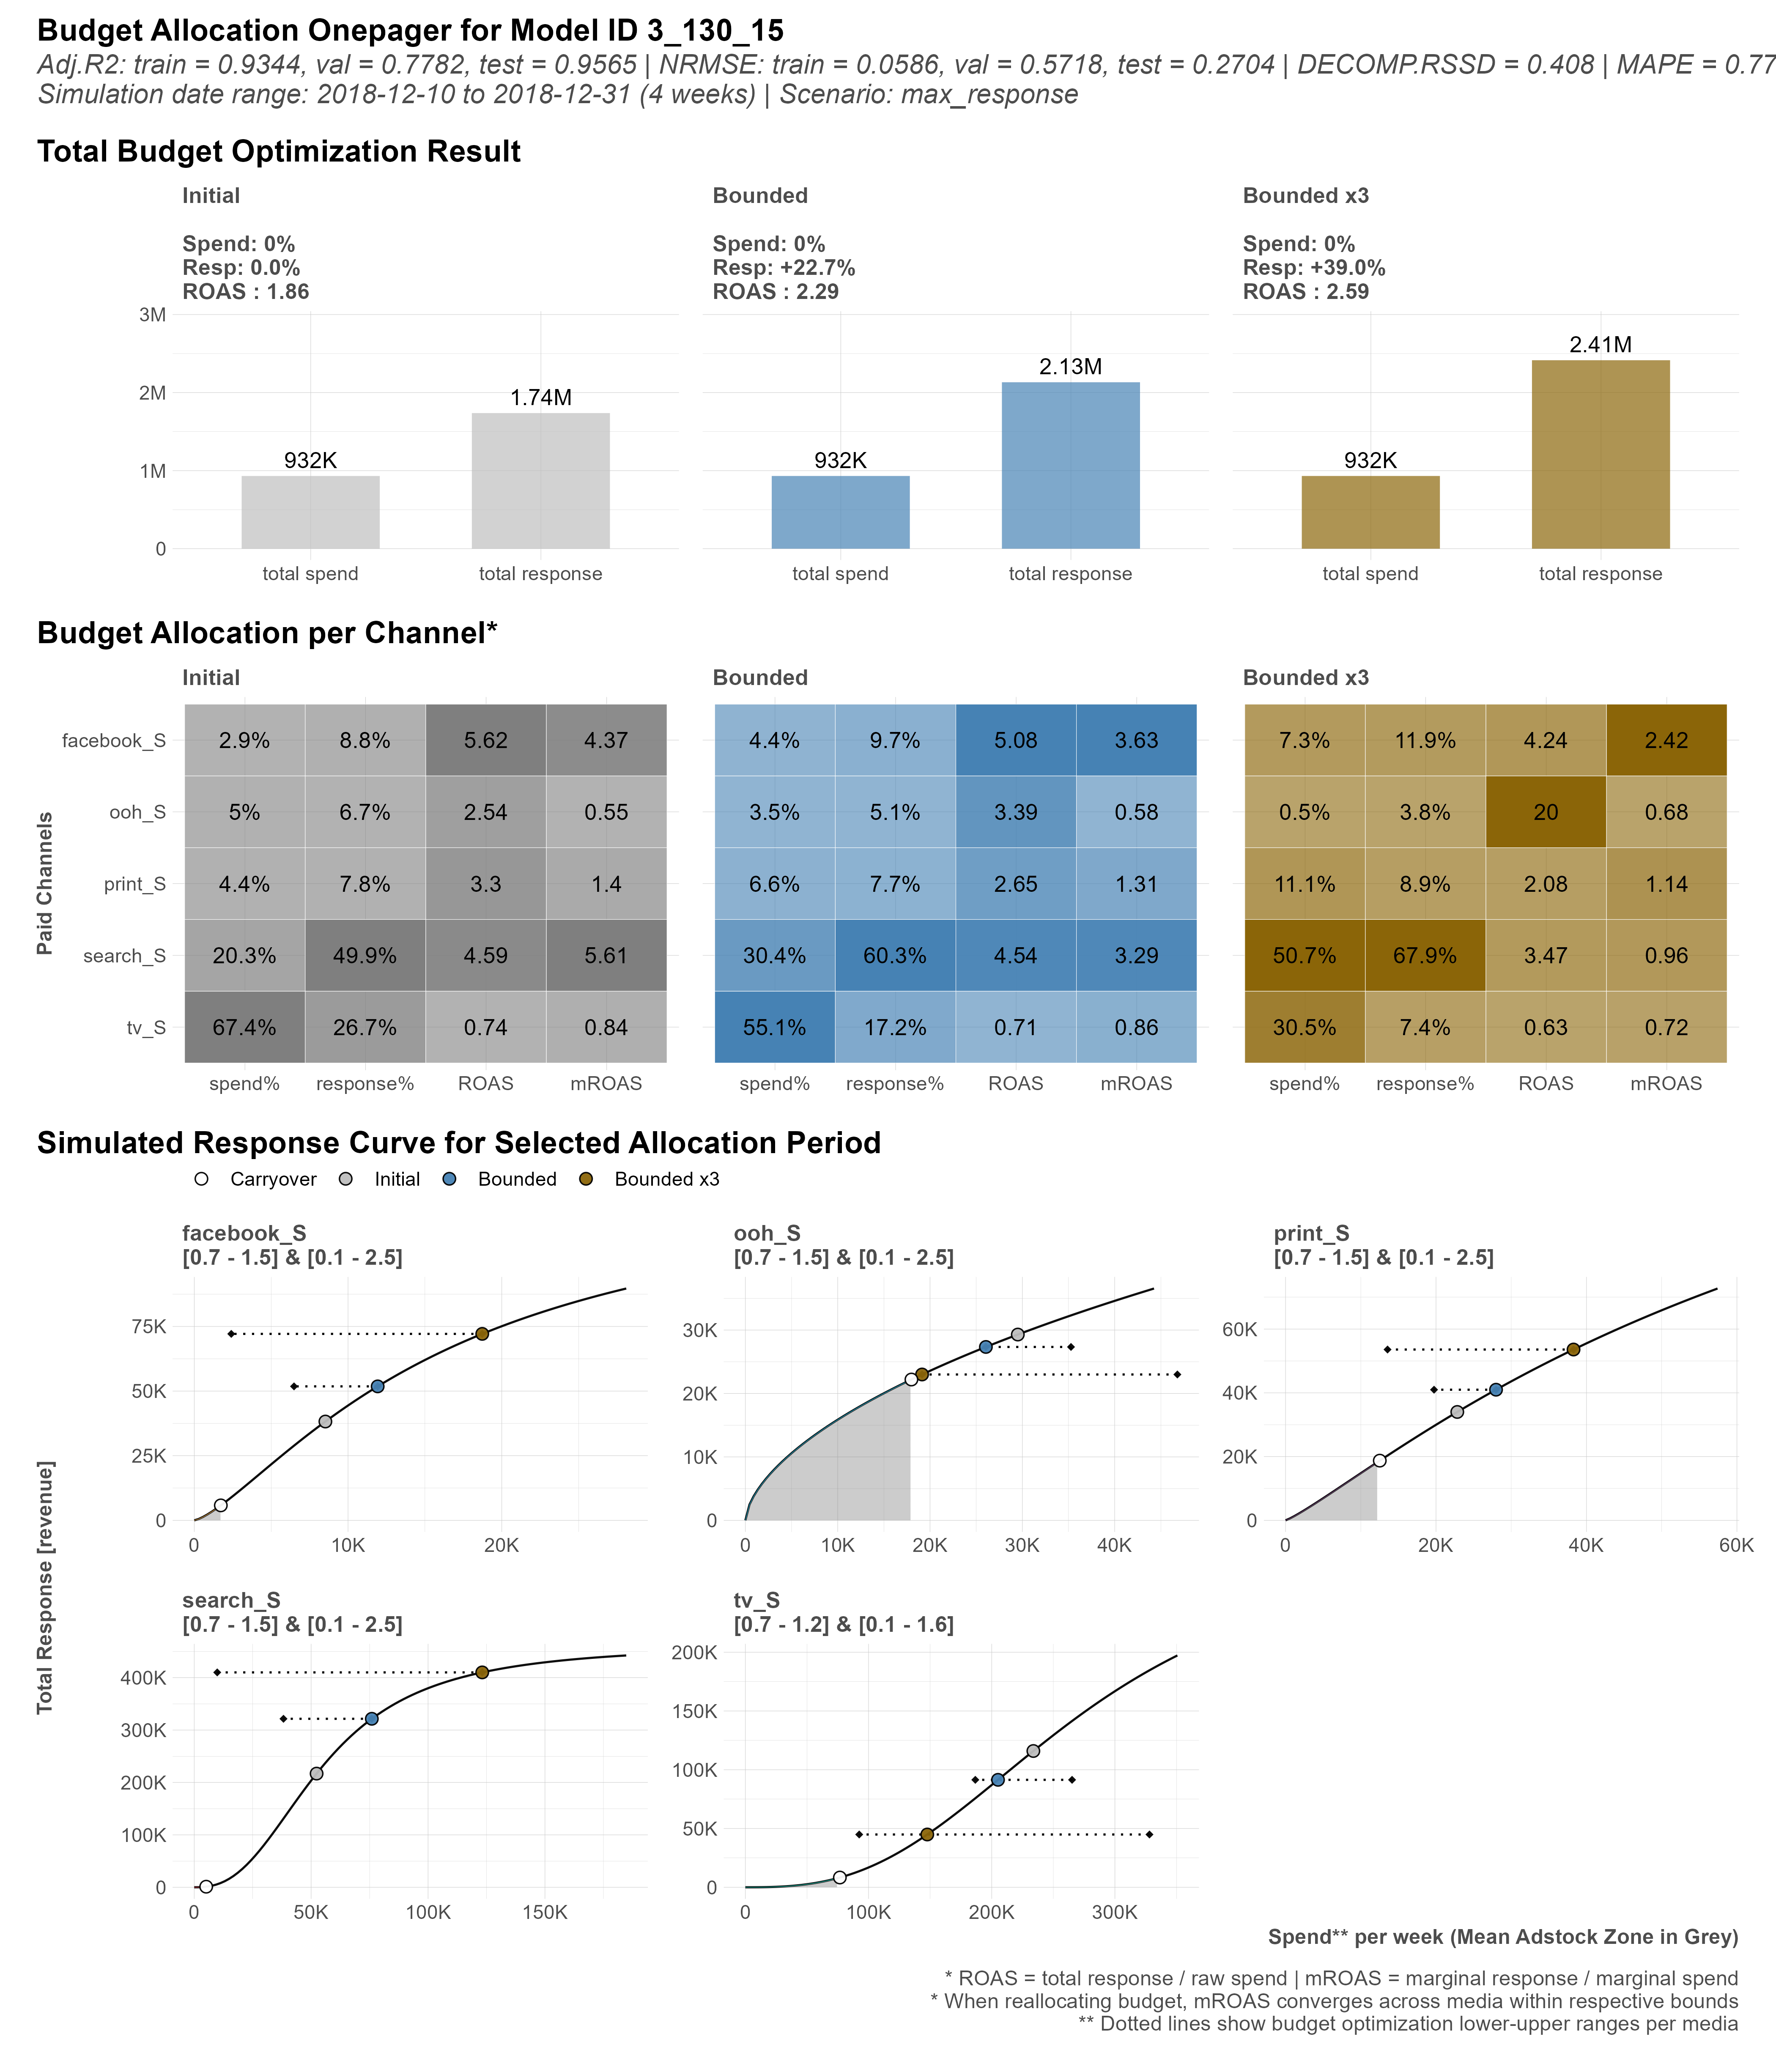 Budget Allocation Onepager for Model ID 3_130_15
Adj.R2: train = 0.9344, val = 0.7782, test = 0.9565 | NRMSE: train = 0.0586, val = 0.5718, test = 0.2704 | DECOMP.RSSD = 0.408 | MAPE = 0.77
Simulation date range: 2018-12-10 to 2018-12-31 (4 weeks) | Scenario: max_response
Total Budget Optimization Result
Initial
Spend: 0%
Resp: 0.0%
ROAS : 1.86
Bounded
Spend: 0%
Resp: +22.7%
ROAS : 2.29
Bounded x3
Spend: 0%
Resp: +39.0%
ROAS : 2.59
3M
2M
1M
0
932K
1.74M
932K
2.13M
932K
2.41M
total spend total response total spend total response total spend total response
Budget Allocation per Channel*
Initial Bounded Bounded x3
Paid Channels
facebook_S 2.9% 8.8% 5.62 4.37 4.4% 9.7% 5.08 3.63 7.3% 11.9% 4.24 2.42
ooh_S 5% 6.7% 2.54 0.55 3.5% 5.1% 3.39 0.58 0.5% 3.8% 20 0.68
print_S 4.4% 7.8% 3.3 1.4 6.6% 7.7% 2.65 1.31 11.1% 8.9% 2.08 1.14
search_S 20.3% 49.9% 4.59 5.61 30.4% 60.3% 4.54 3.29 50.7% 67.9% 3.47 0.96
tv_S 67.4% 26.7% 0.74 0.84 55.1% 17.2% 0.71 0.86 30.5% 7.4% 0.63 0.72
spend% response% ROAS mROAS spend% response% ROAS mROAS spend% response% ROAS mROAS
Simulated Response Curve for Selected Allocation Period
Carryover Initial Bounded Bounded x3
Total Response [revenue]
facebook_S
[0.7 - 1.5] & [0.1 - 2.5]
75K
50K
25K
0
0 10K 20K
ooh_S
[0.7 - 1.5] & [0.1 - 2.5]
30K
20K
10K
0
0 10K 20K 30K 40K
print_S
[0.7 - 1.5] & [0.1 - 2.5]
60K
40K
20K
0
0 20K 40K 60K
search_S
[0.7 - 1.5] & [0.1 - 2.5]
400K
300K
200K
100K
0
0 50K 100K 150K
tv_S
[0.7 - 1.2] & [0.1 - 1.6]
200K
150K
100K
50K
0
0 100K 200K 300K
Spend** per week (Mean Adstock Zone in Grey)
* ROAS = total response / raw spend | mROAS = marginal response / marginal spend
* When reallocating budget, mROAS converges across media within respective bounds
** Dotted lines show budget optimization lower-upper ranges per media